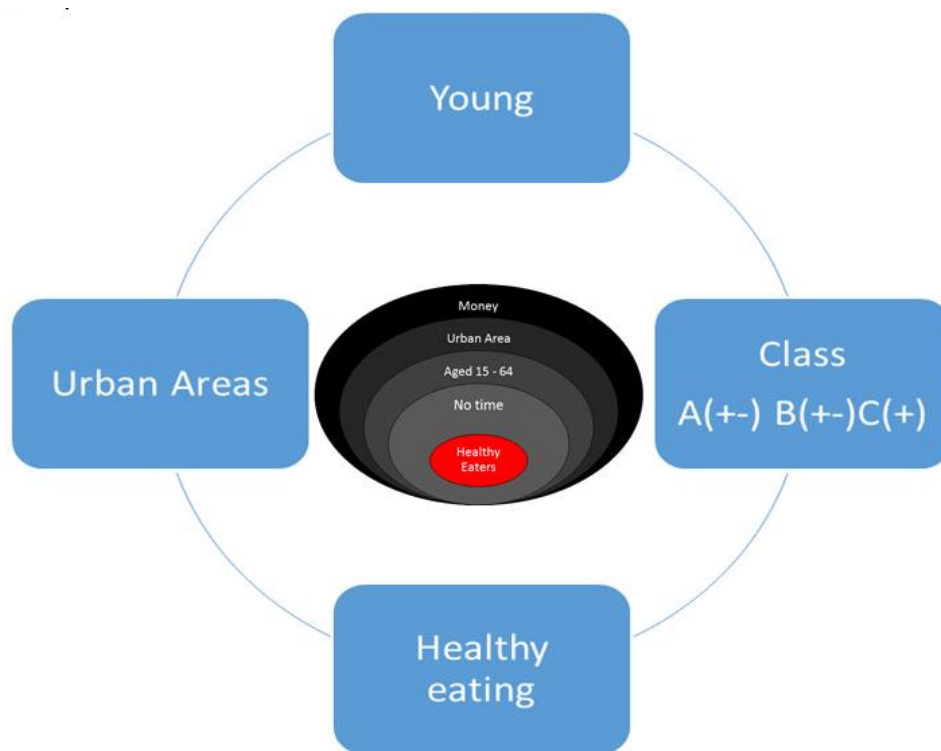 Young
Urban Areas
Money
Urban Area
Aged 15 - 64
No time
Healthy
Eaters
Class
A(+-) B(+-)C(+)
Healthy
eating